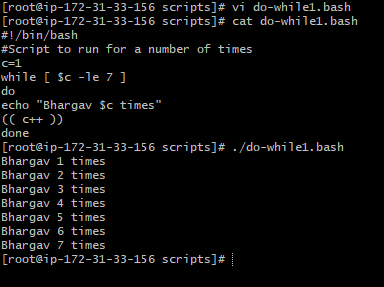 [root@ip-172-31-33-156 scripts]# vi do-while1.bash
[root@ip-172-31-33-156 scripts]# cat do-while1.bash
#!/bin/bash
#Script to run for a number of times
c=1
while [ $c -le 7 ]
do
echo "Bhargav $c times"
(( c++ ))
done
[root@ip-172-31-33-156 scripts]# ./do-while1.bash
Bhargav 1 times
Bhargav 2 times
Bhargav 3 times
Bhargav 4 times
Bhargav 5 times
Bhargav 6 times
Bhargav 7 times
[root@ip-172-31-33-156 scripts]#